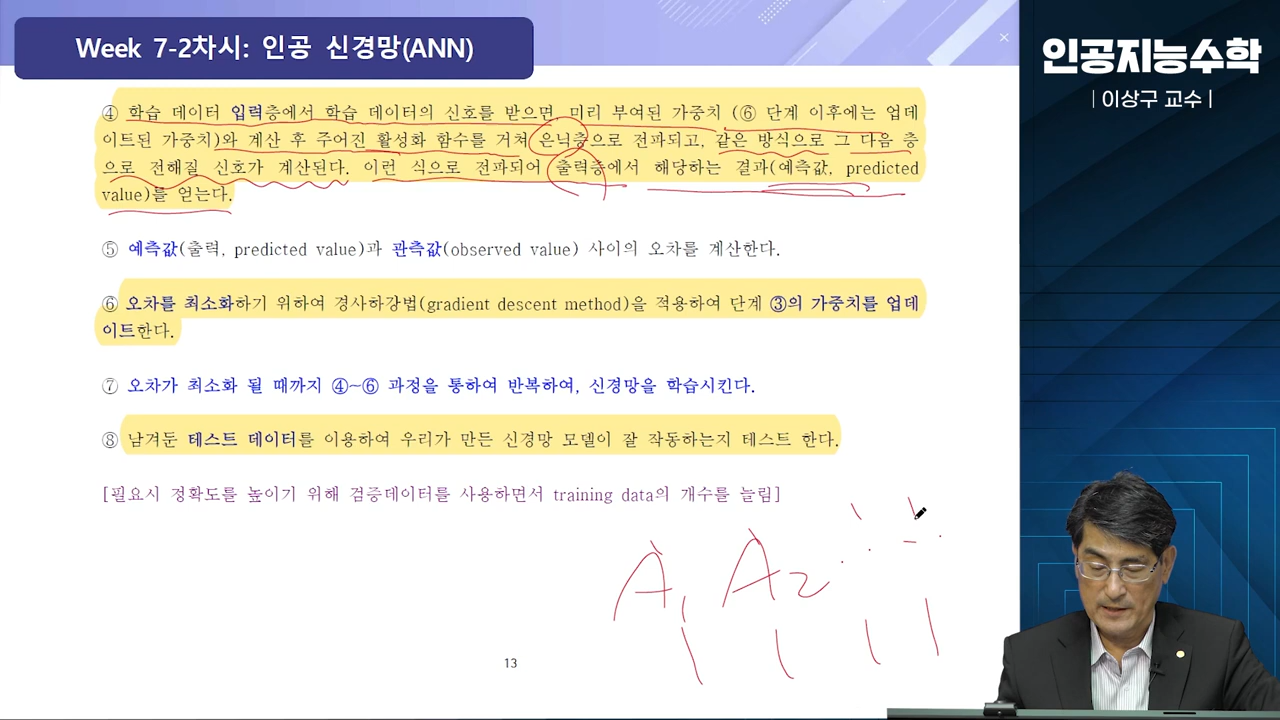 Week 7-2차시: 인공 신경망(ANN)
인공지능수학
| 이상구 교수 |
④ 학습 데이터 입력층에서 학습 데이터의 신호를 받으면, 미리 부여된 가중치 (⑥ 단계 이후에는 업데
이트된 가중치)와 계산 후 주어진 활성화 함수를 거쳐 은닉층으로 전파되고, 같은 방식으로 그 다음 층
으로 전해질 신호가 계산된다. 이런 식으로 전파되어 출력층에서 해당하는 결과(예측값, predicted
value)를 얻는다.
⑤ 예측값(출력, predicted value)과 관측값(observed value) 사이의 오차를 계산한다.
⑥ 오차를 최소화하기 위하여 경사하강법(gradient descent method)을 적용하여 단계 ③의 가중치를 업데
이트한다.
⑦ 오차가 최소화 될 때까지 ④~⑥ 과정을 통하여 반복하여, 신경망을 학습시킨다.
⑧ 남겨둔 테스트 데이터를 이용하여 우리가 만든 신경망 모델이 잘 작동하는지 테스트 한다.
[필요시 정확도를 높이기 위해 검증데이터를 사용하면서 training data의 개수를 늘림]
A1 A2
13